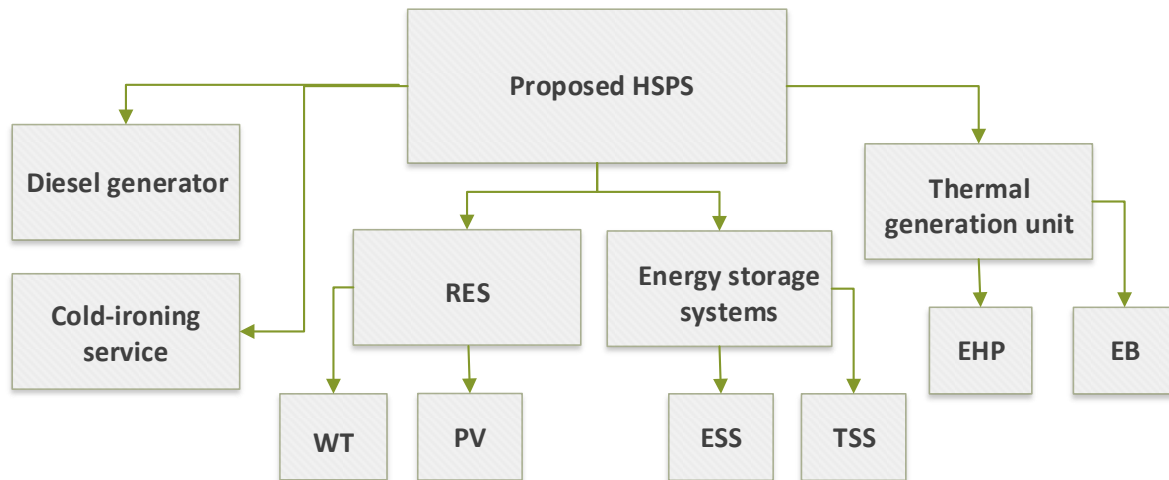 Proposed HSPS
Diesel generator
Thermal
generation unit
RES
Energy storage
systems
Cold-ironing
service
EHP
EB
WT
PV
ESS
TSS